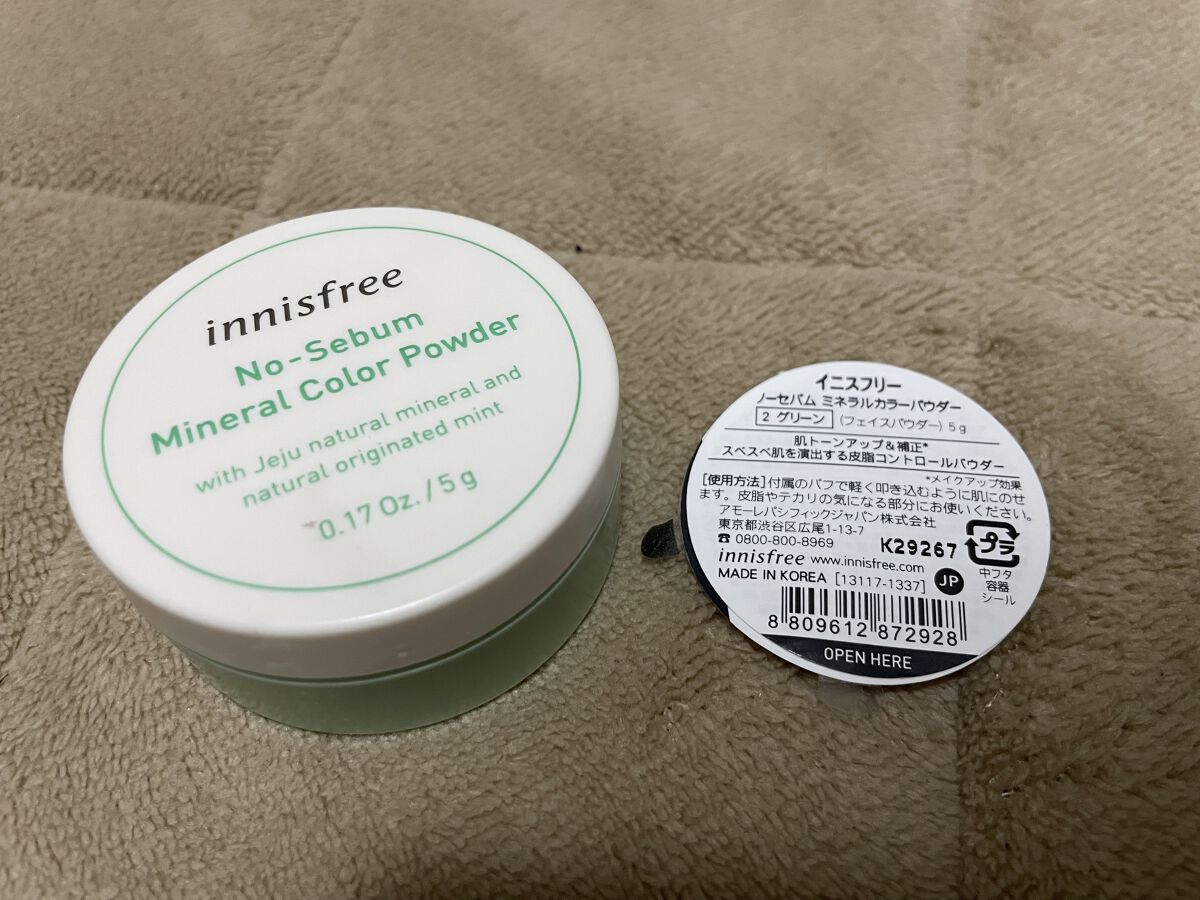 innisfree
No-Sebum
Mineral Color Powder
with Jeju natural mineral and
natural originated mint
0.17 Oz. / 5 g
イニスフリー
ノーセバム ミネラルカラーパウダー
2 グリーン (フェイスパウダー) 5g
肌トーンアップ&補正*
スベスベ肌を演出する皮脂コントロールパウダー
*メイクアップ効果
[使用方法]付属のパフで軽く叩き込むように肌にのせ
ます。皮脂やテカリの気になる部分にお使いください。
アモーレパシフィックジャパン株式会社
東京都渋谷区広尾1-13-7
☎ 0800-800-8969
K29267
プラ
innisfree www.innisfree.com
中フタ
容器
シール
MADE IN KOREA [13117-1337] JP
8 809612 872928
OPEN HERE